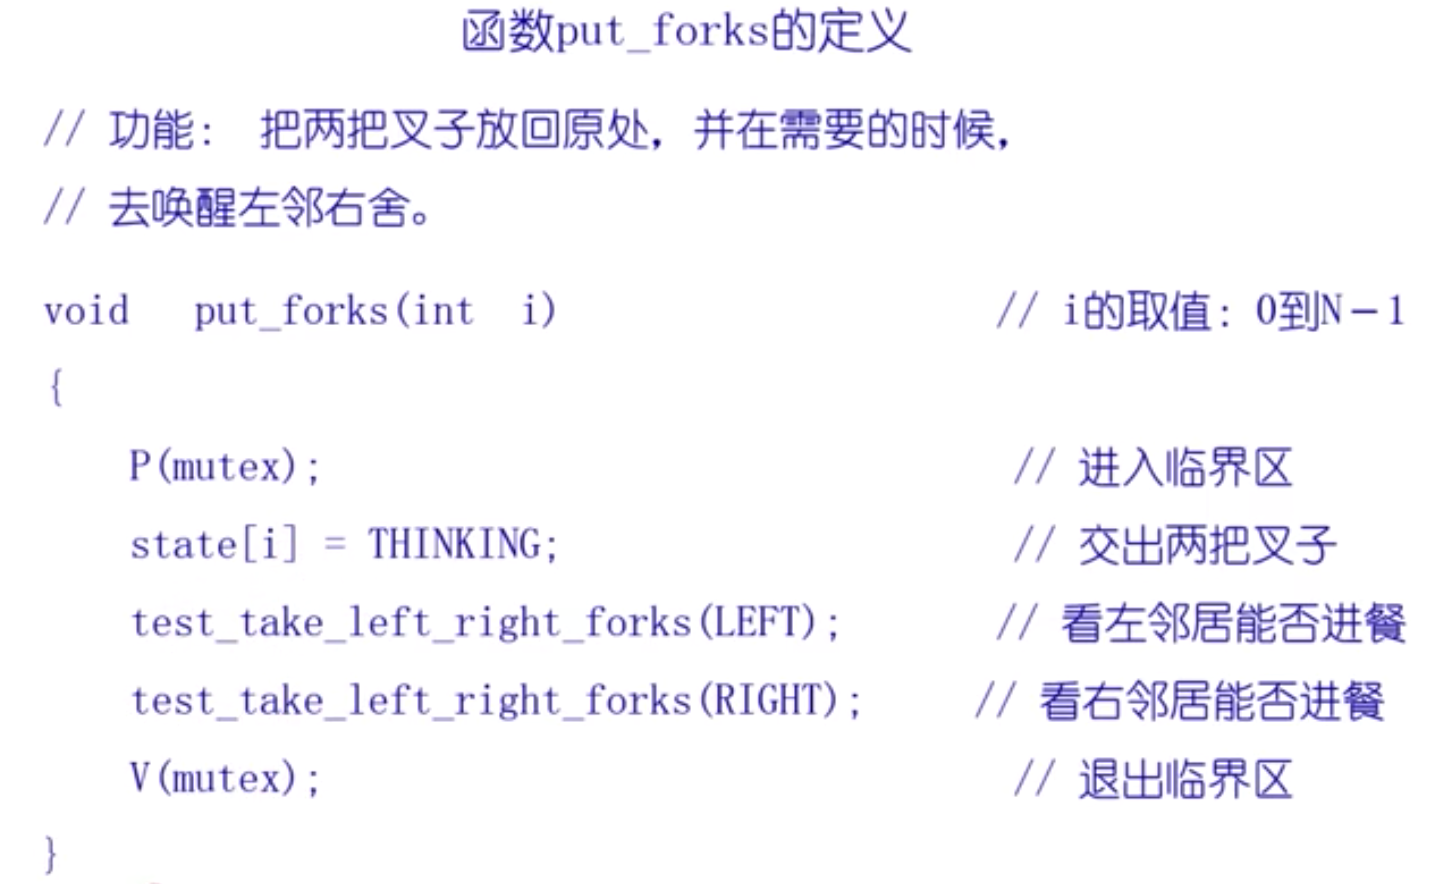 函数put_forks的定义
// 功能： 把两把叉子放回原处，并在需要的时候，
// 去唤醒左邻右舍。
void put_forks(int i) // i的取值：0到N－1
{
P(mutex); // 进入临界区
state[i] = THINKING; // 交出两把叉子
test_take_left_right_forks(LEFT); // 看左邻居能否进餐
test_take_left_right_forks(RIGHT); // 看右邻居能否进餐
V(mutex); // 退出临界区
}